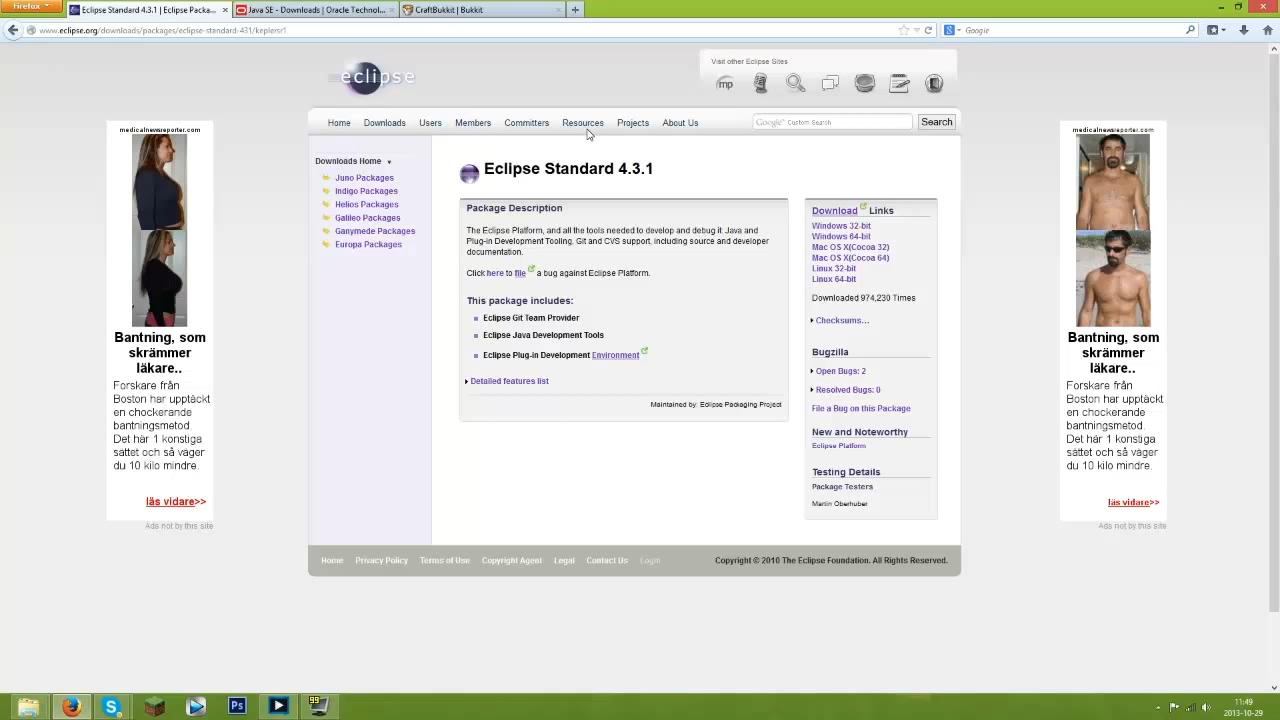 Firefox
Eclipse Standard 4.3.1 | Eclipse Packa...
Java SE - Downloads | Oracle Technol...
CraftBukkit | Bukkit
www.eclipse.org/downloads/packages/eclipse-standard-431/keplersr1
Google
eclipse
Visit other Eclipse Sites
mp
Home Downloads Users Members Committers Resources Projects About Us
Google Custom Search
Search
medicalnewsreporter.com
Bantning, som
skrämmer
läkare..
Forskare från
Boston har upptäckt
en chockerande
bantningsmetod.
Det här 1 konstiga
sättet och så väger
du 10 kilo mindre.
läs vidare>>
Ads not by this site
Downloads Home
Juno Packages
Indigo Packages
Helios Packages
Galileo Packages
Ganymede Packages
Europa Packages
Eclipse Standard 4.3.1
Package Description
The Eclipse Platform, and all the tools needed to develop and debug it: Java and
Plug-in Development Tooling, Git and CVS support, including source and developer
documentation.
Click here to file a bug against Eclipse Platform.
This package includes:
Eclipse Git Team Provider
Eclipse Java Development Tools
Eclipse Plug-in Development Environment
Detailed features list
Maintained by: Eclipse Packaging Project
Download Links
Windows 32-bit
Windows 64-bit
Mac OS X(Cocoa 32)
Mac OS X(Cocoa 64)
Linux 32-bit
Linux 64-bit
Downloaded 974,230 Times
Checksums...
Bugzilla
Open Bugs: 2
Resolved Bugs: 0
File a Bug on this Package
New and Noteworthy
Eclipse Platform
Testing Details
Package Testers
Martin Oberhuber
medicalnewsreporter.com
Bantning, som
skrämmer
läkare..
Forskare från
Boston har upptäckt
en chockerande
bantningsmetod.
Det här 1 konstiga
sättet och så väger
du 10 kilo mindre.
läs vidare>>
Ads not by this site
Home Privacy Policy Terms of Use Copyright Agent Legal Contact Us Login
Copyright © 2010 The Eclipse Foundation. All Rights Reserved.
Ps
99
11:49
2013-10-29